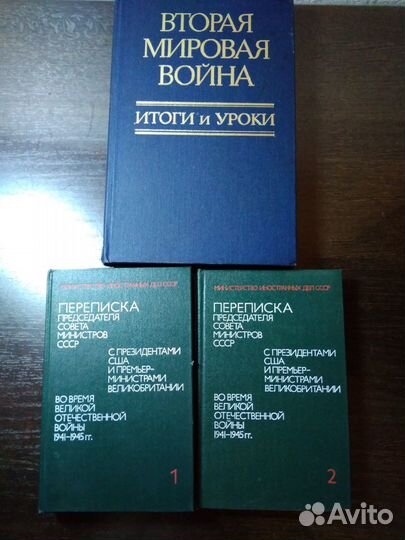 ВТОРАЯ
МИРОВАЯ
ВОЙНА
ИТОГИ и УРОКИ
МИНИСТЕРСТВО ИНОСТРАННЫХ ДЕЛ СССР
ПЕРЕПИСКА
ПРЕДСЕДАТЕЛЯ
СОВЕТА
МИНИСТРОВ
СССР
С ПРЕЗИДЕНТАМИ
США
И ПРЕМЬЕР-
МИНИСТРАМИ
ВЕЛИКОБРИТАНИИ
ВО ВРЕМЯ
ВЕЛИКОЙ
ОТЕЧЕСТВЕННОЙ
ВОЙНЫ
1941-1945 гг.
1
МИНИСТЕРСТВО ИНОСТРАННЫХ ДЕЛ СССР
ПЕРЕПИСКА
ПРЕДСЕДАТЕЛЯ
СОВЕТА
МИНИСТРОВ
СССР
С ПРЕЗИДЕНТАМИ
США
И ПРЕМЬЕР-
МИНИСТРАМИ
ВЕЛИКОБРИТАНИИ
ВО ВРЕМЯ
ВЕЛИКОЙ
ОТЕЧЕСТВЕННОЙ
ВОЙНЫ
1941-1945 гг.
2
Avito